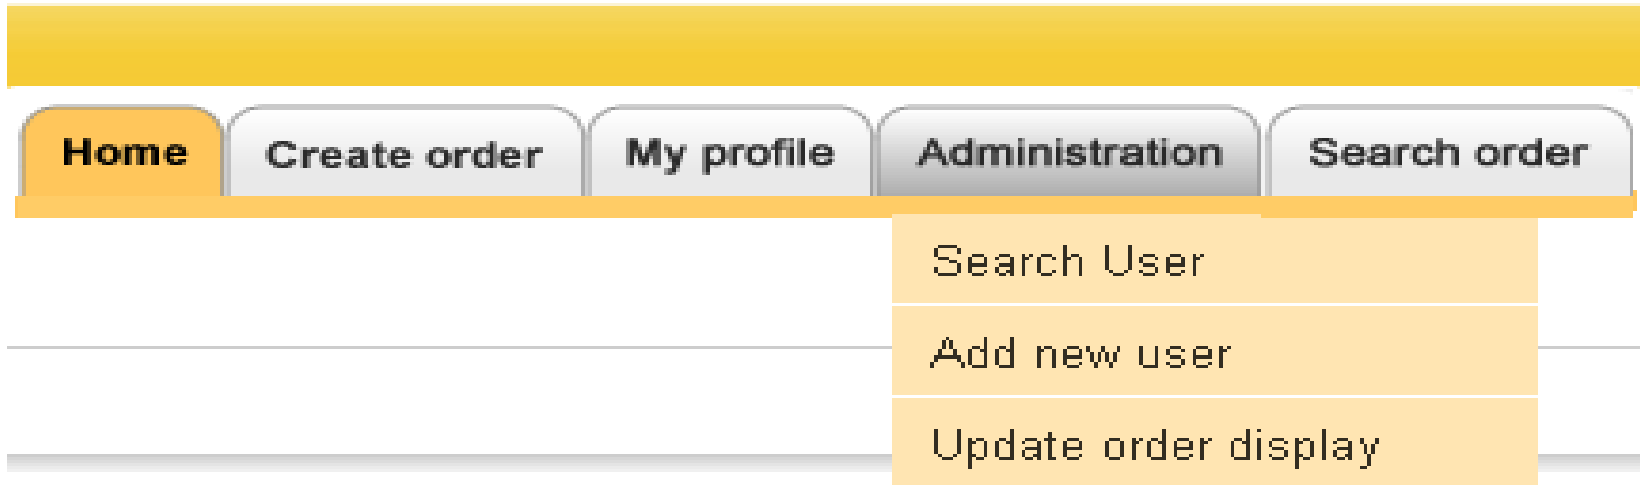 Home Create order My profile Administration Search order
Search User
Add new user
Update order display